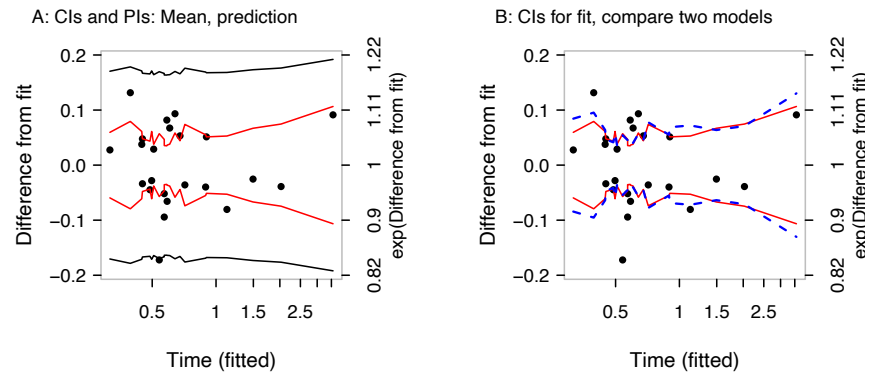 A: CIs and PIs: Mean, prediction
Difference from fit
0.2
0.1
0.0
−0.1
−0.2
0.5 1 1.5 2.5
Time (fitted)
1.22
1.11
1
0.9
0.82
exp(Difference from fit)
B: CIs for fit, compare two models
Difference from fit
0.2
0.1
0.0
−0.1
−0.2
0.5 1 1.5 2.5
Time (fitted)
1.22
1.11
1
0.9
0.82
exp(Difference from fit)